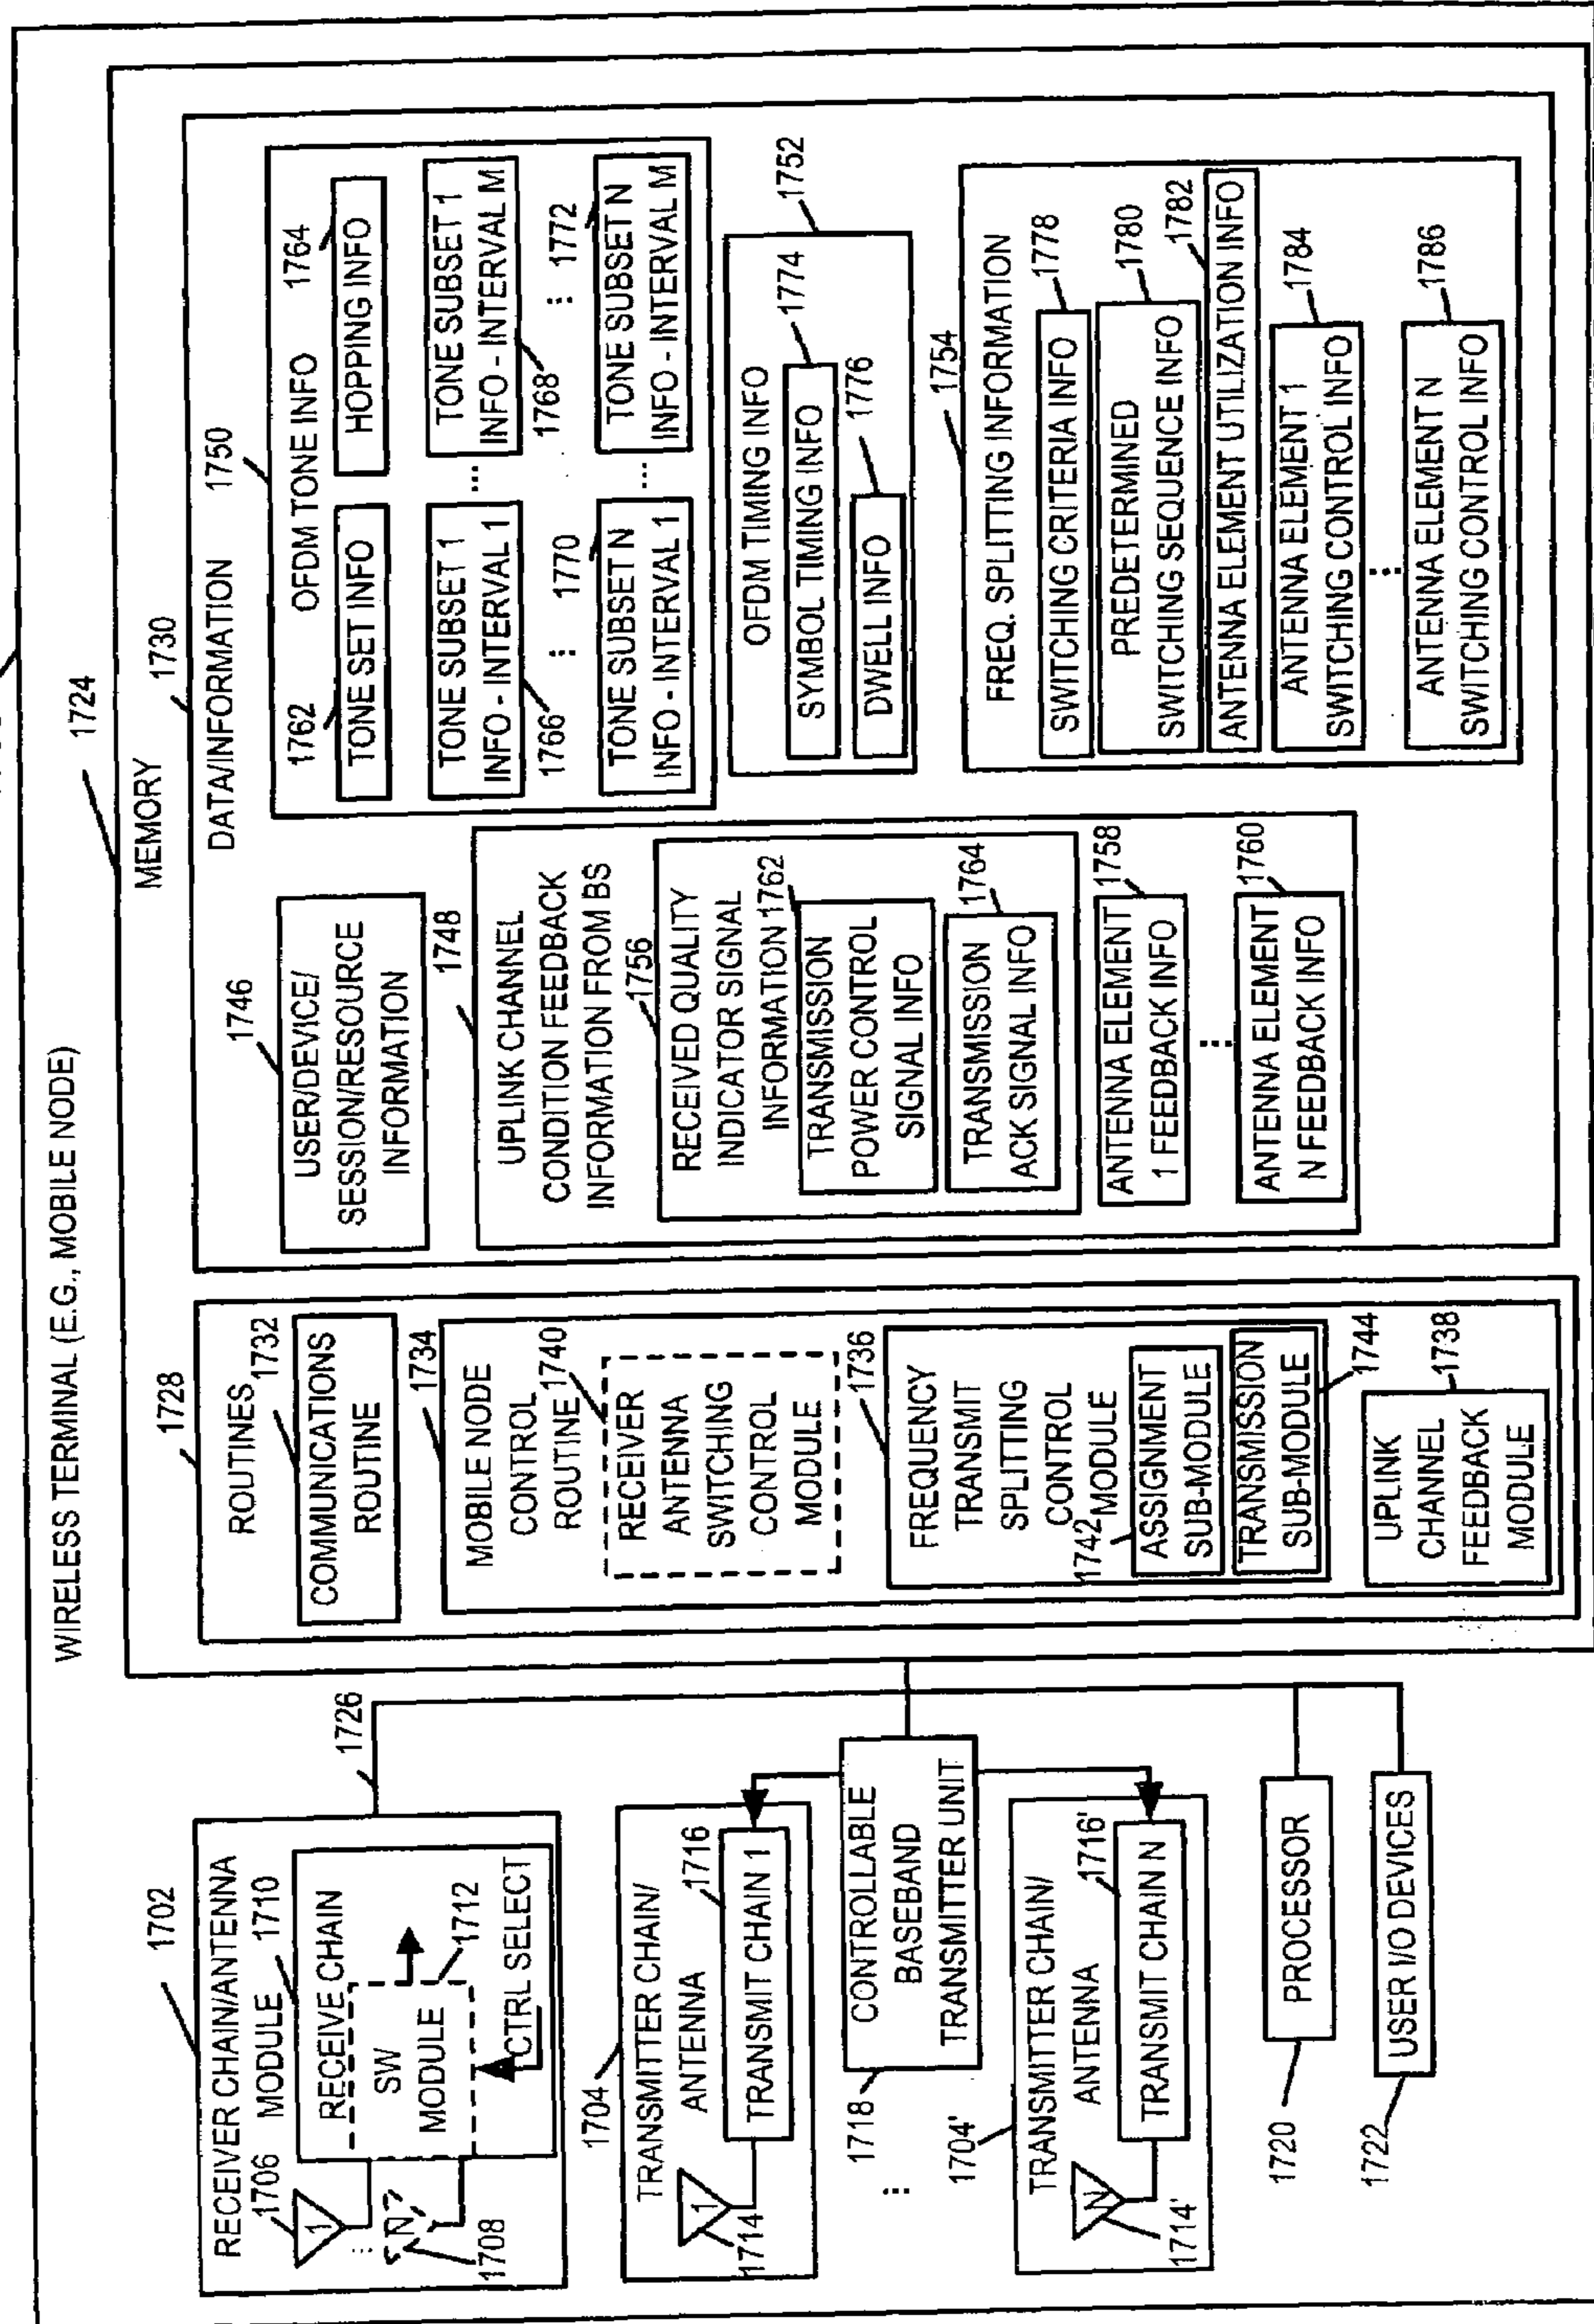 WIRELESS TERMINAL (E.G., MOBILE NODE)
1702
RECEIVER CHAIN/ANTENNA
MODULE
1706
1710
RECEIVE CHAIN
SW
MODULE
1712
CTRL SELECT
1
N
1708
1726
1704
TRANSMITTER CHAIN/
ANTENNA
1716
TRANSMIT CHAIN 1
1
1714
CONTROLLABLE
BASEBAND
TRANSMITTER UNIT
1718
1704'
TRANSMITTER CHAIN/
ANTENNA
1716'
TRANSMIT CHAIN N
N
1714'
PROCESSOR
1720
USER I/O DEVICES
1722
1724
MEMORY
1728
ROUTINES
1732
COMMUNICATIONS
ROUTINE
1734
MOBILE NODE
CONTROL
ROUTINE
1740
RECEIVER
ANTENNA
SWITCHING
CONTROL
MODULE
1736
FREQUENCY
TRANSMIT
SPLITTING
CONTROL
MODULE
1742
ASSIGNMENT
SUB-MODULE
TRANSMISSION
SUB-MODULE
1744
1738
UPLINK
CHANNEL
FEEDBACK
MODULE
1730
DATA/INFORMATION
1746
USER/DEVICE/
SESSION/RESOURCE
INFORMATION
1748
UPLINK CHANNEL
CONDITION FEEDBACK
INFORMATION FROM BS
1756
RECEIVED QUALITY
INDICATOR SIGNAL
INFORMATION 1762
TRANSMISSION
POWER CONTROL
SIGNAL INFO
1764
TRANSMISSION
ACK SIGNAL INFO
1758
ANTENNA ELEMENT
1 FEEDBACK INFO
...
1760
ANTENNA ELEMENT
N FEEDBACK INFO
1750
OFDM TONE INFO
1762
TONE SET INFO
1764
HOPPING INFO
TONE SUBSET 1
INFO - INTERVAL 1
1766
...
TONE SUBSET 1
INFO - INTERVAL M
1768
1770
TONE SUBSET N
INFO - INTERVAL 1
...
1772
TONE SUBSET N
INFO - INTERVAL M
1752
OFDM TIMING INFO
1774
SYMBOL TIMING INFO
1776
DWELL INFO
1754
FREQ. SPLITTING INFORMATION
1778
SWITCHING CRITERIA INFO
1780
PREDETERMINED
SWITCHING SEQUENCE INFO
1782
ANTENNA ELEMENT UTILIZATION INFO
1784
ANTENNA ELEMENT 1
SWITCHING CONTROL INFO
...
1786
ANTENNA ELEMENT N
SWITCHING CONTROL INFO